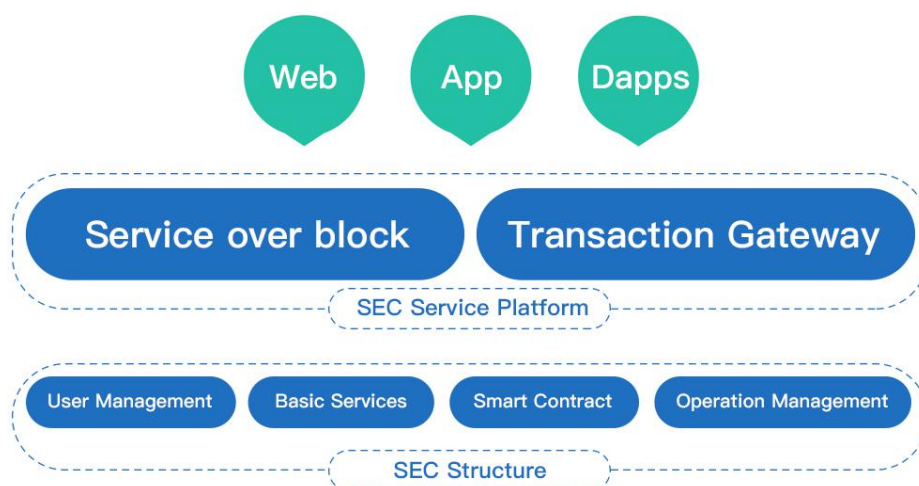 Web
App
Dapps
Service over block
Transaction Gateway
SEC Service Platform
User Management
Basic Services
Smart Contract
Operation Management
SEC Structure